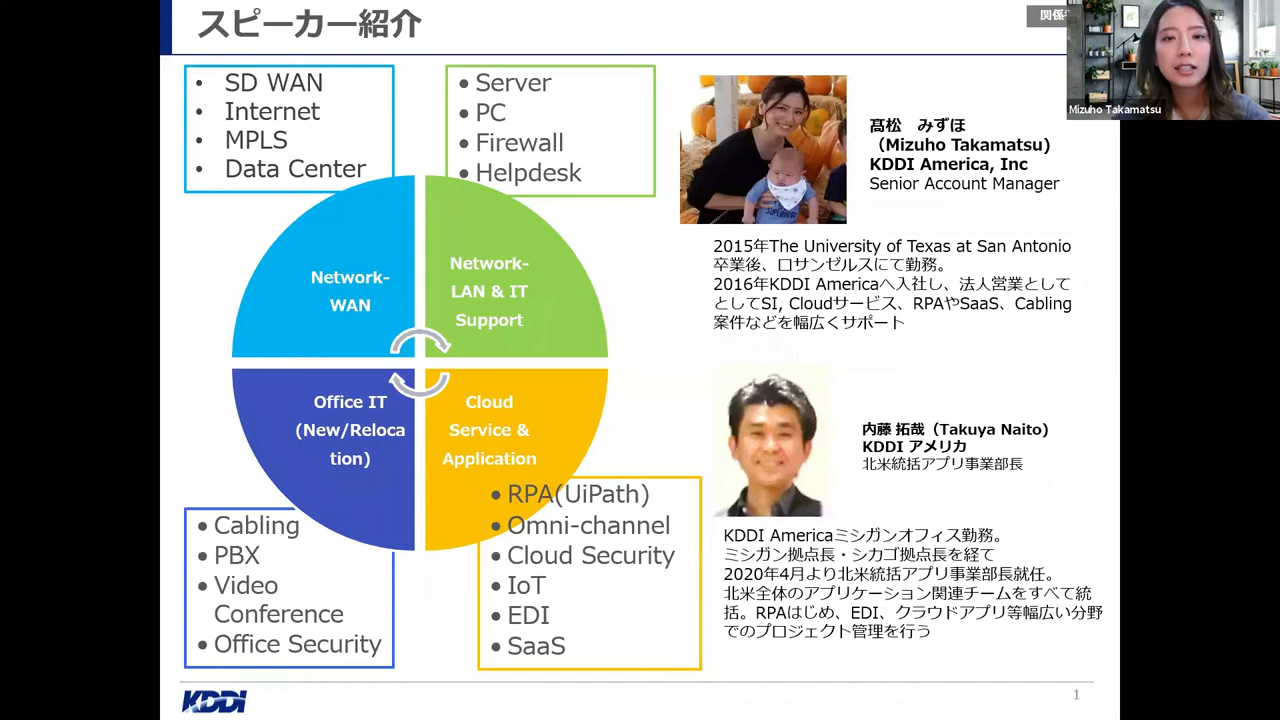 スピーカー紹介
Mizuho Takamatsu
• SD WAN
• Internet
• MPLS
• Data Center
• Server
• PC
• Firewall
• Helpdesk
Network-
WAN
Network-
LAN & IT
Support
Office IT
(New/Reloca
tion)
Cloud
Service &
Application
• Cabling
• PBX
• Video
Conference
• Office Security
• RPA(UiPath)
• Omni-channel
• Cloud Security
• IoT
• EDI
• SaaS
髙松　みずほ
（Mizuho Takamatsu)
KDDI America, Inc
Senior Account Manager
2015年The University of Texas at San Antonio
卒業後、ロサンゼルスにて勤務。
2016年KDDI Americaへ入社し、法人営業として
としてSI, Cloudサービス、RPAやSaaS、Cabling
案件などを幅広くサポート
内藤 拓哉（Takuya Naito)
KDDI アメリカ
北米統括アプリ事業部長
KDDI Americaミシガンオフィス勤務。
ミシガン拠点長・シカゴ拠点長を経て
2020年4月より北米統括アプリ事業部長就任.
北米全体のアプリケーション関連チームをすべて統
括。RPAはじめ、EDI、クラウドアプリ等幅広い分野
でのプロジェクト管理を行う
KDDI
1